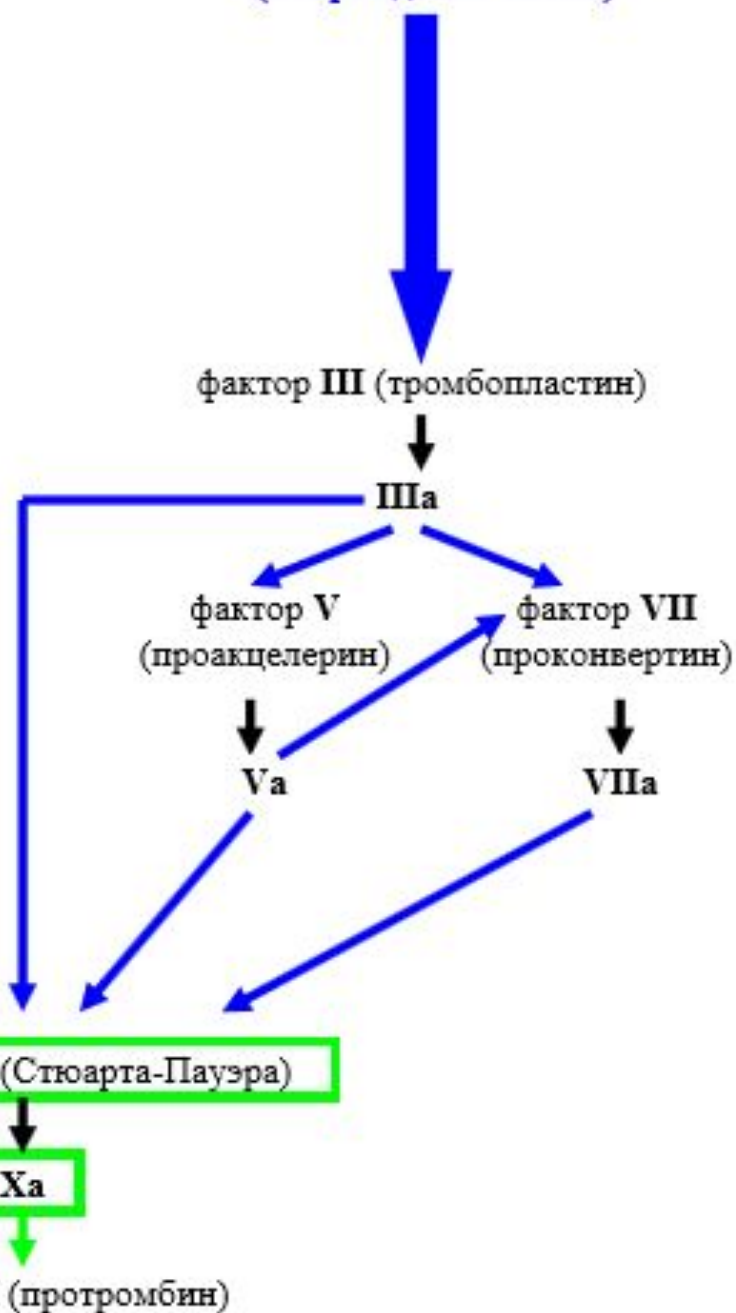 фактор III (тромбопластин)
IIIa
фактор V
(проакцелерин)
фактор VII
(проконвертин)
Va
VIIa
(Стюарта-Пауэра)
Xa
(протромбин)